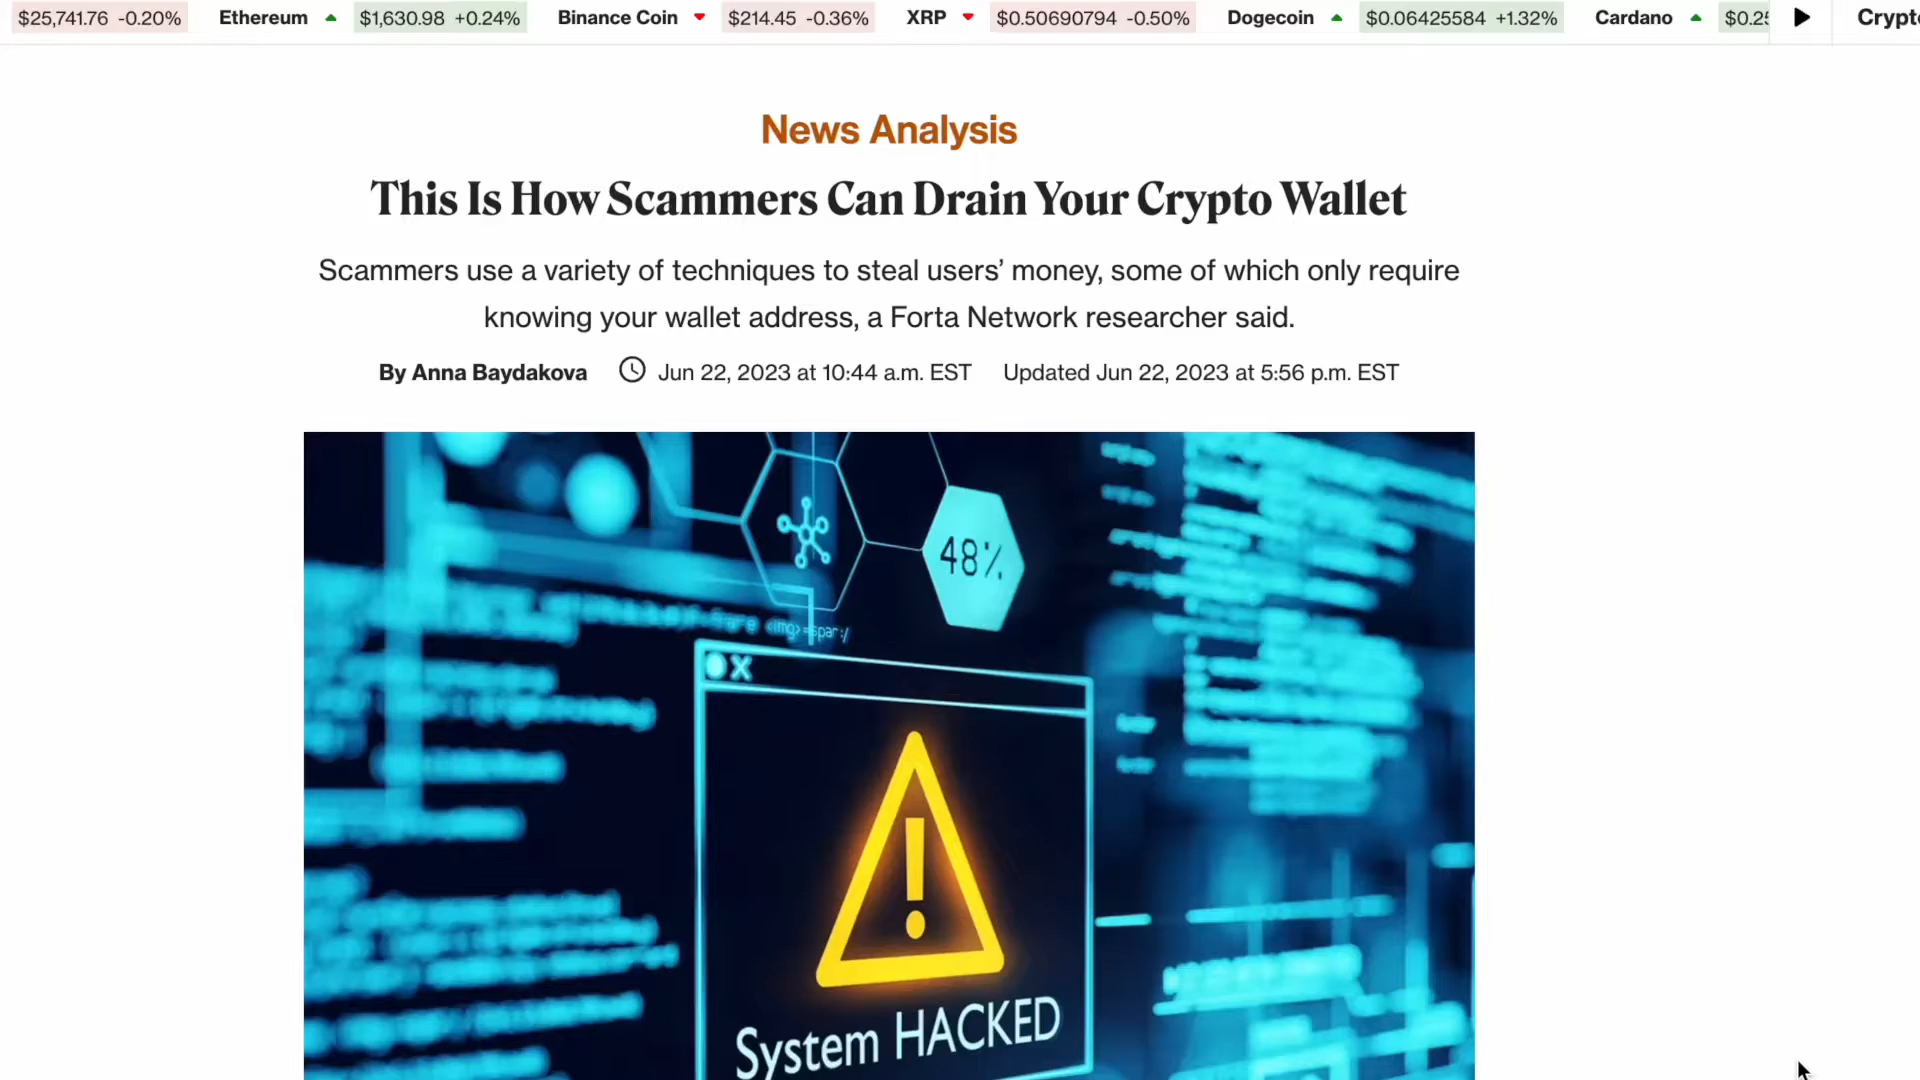 $25,741.76 -0.20% Ethereum $1,630.98 +0.24% Binance Coin $214.45 -0.36% XRP $0.50690794 -0.50% Dogecoin $0.06425584 +1.32% Cardano $0.25 Crypto
News Analysis
This Is How Scammers Can Drain Your Crypto Wallet
Scammers use a variety of techniques to steal users’ money, some of which only require
knowing your wallet address, a Forta Network researcher said.
By Anna Baydakova Jun 22, 2023 at 10:44 a.m. EST Updated Jun 22, 2023 at 5:56 p.m. EST
48%
<img>
X
!
System HACKED